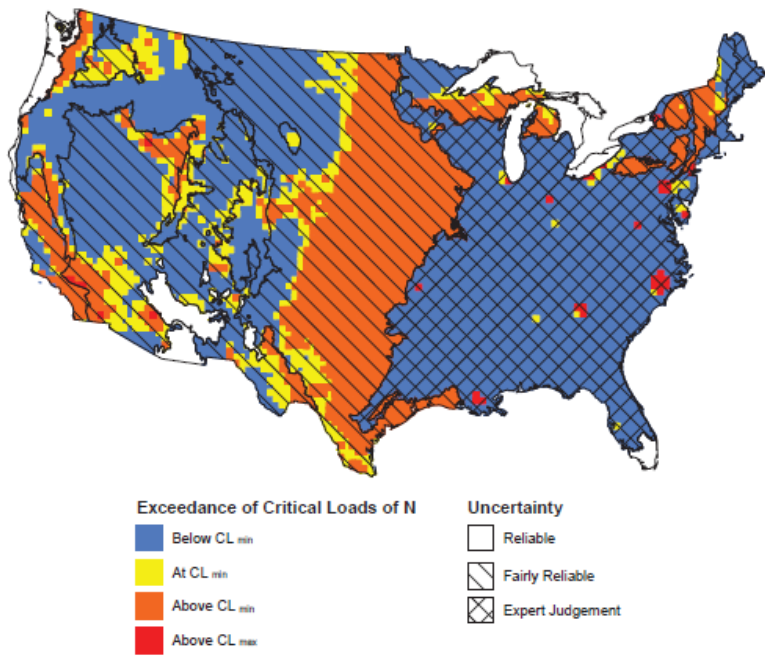 Exceedance of Critical Loads of N
Below CL min
At CL min
Above CL min
Above CL max
Uncertainty
Reliable
Fairly Reliable
Expert Judgement